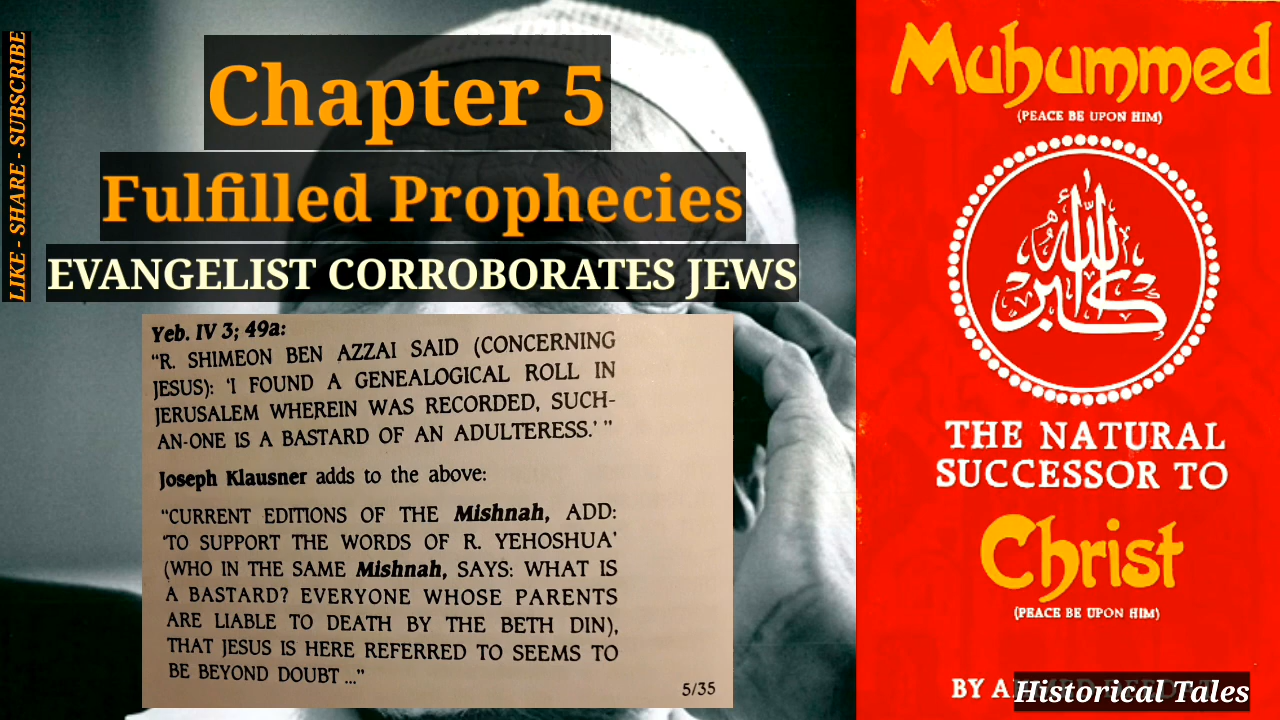 LIKE - SHARE - SUBSCRIBE
Chapter 5
Fulfilled Prophecies
EVANGELIST CORROBORATES JEWS
Yeb. IV 3; 49a:
“R. SHIMEON BEN AZZAI SAID (CONCERNING
JESUS): ‘I FOUND A GENEALOGICAL ROLL IN
JERUSALEM WHEREIN WAS RECORDED, SUCH-
AN-ONE IS A BASTARD OF AN ADULTERESS.’ ”
Joseph Klausner adds to the above:
“CURRENT EDITIONS OF THE Mishnah, ADD:
‘TO SUPPORT THE WORDS OF R. YEHOSHUA’
(WHO IN THE SAME Mishnah, SAYS: WHAT IS
A BASTARD? EVERYONE WHOSE PARENTS
ARE LIABLE TO DEATH BY THE BETH DIN),
THAT JESUS IS HERE REFERRED TO SEEMS TO
BE BEYOND DOUBT ...”
5/35
Muhummed
(PEACE BE UPON HIM)
الله اكبر
THE NATURAL
SUCCESSOR TO
Christ
(PEACE BE UPON HIM)
BY
Historical Tales